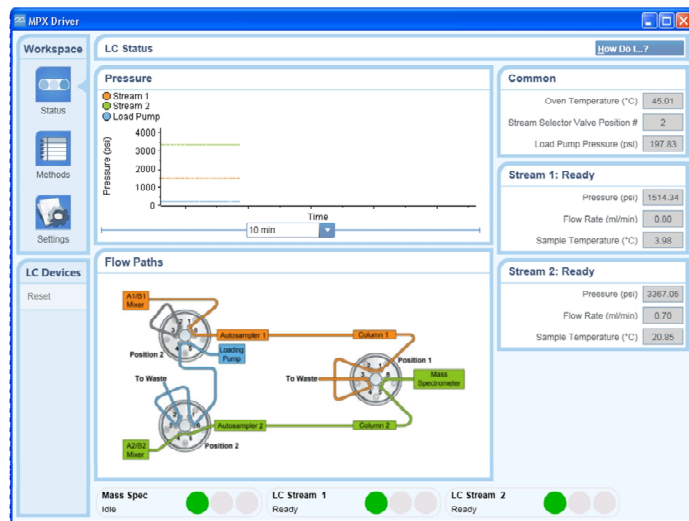 MPX Driver
Workspace
Status
Methods
Settings
LC Devices
Reset
LC Status
How Do I...?
Pressure
Stream 1
Stream 2
Load Pump
Pressure (psi)
4000
3000
2000
1000
0
Time
10 min
Common
Oven Temperature (°C) 45.01
Stream Selector Valve Position # 2
Load Pump Pressure (psi) 197.83
Stream 1: Ready
Pressure (psi) 1514.34
Flow Rate (ml/min) 0.80
Sample Temperature (°C) 3.98
Stream 2: Ready
Pressure (psi) 3367.05
Flow Rate (ml/min) 0.70
Sample Temperature (°C) 20.85
Flow Paths
A1/B1
Mixer
Autosampler 1
Column 1
Position 2
Loading
Pump
Position 1
To Waste
To Waste
Mass
Spectrometer
Autosampler 2
Column 2
A2/B2
Mixer
Position 2
Mass Spec
Idle
LC Stream 1
Ready
LC Stream 2
Ready